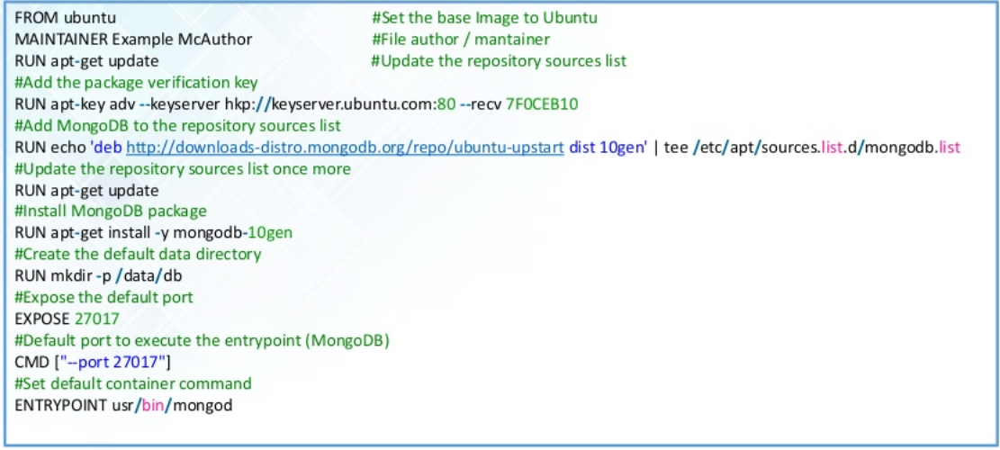 FROM ubuntu #Set the base Image to Ubuntu
MAINTAINER Example McAuthor #File author / mantainer
RUN apt-get update #Update the repository sources list
#Add the package verification key
RUN apt-key adv --keyserver hkp://keyserver.ubuntu.com:80 --recv 7F0CEB10
#Add MongoDB to the repository sources list
RUN echo 'deb http://downloads-distro.mongodb.org/repo/ubuntu-upstart dist 10gen' | tee /etc/apt/sources.list.d/mongodb.list
#Update the repository sources list once more
RUN apt-get update
#Install MongoDB package
RUN apt-get install -y mongodb-10gen
#Create the default data directory
RUN mkdir -p /data/db
#Expose the default port
EXPOSE 27017
#Default port to execute the entrypoint (MongoDB)
CMD ["--port 27017"]
#Set default container command
ENTRYPOINT usr/bin/mongod